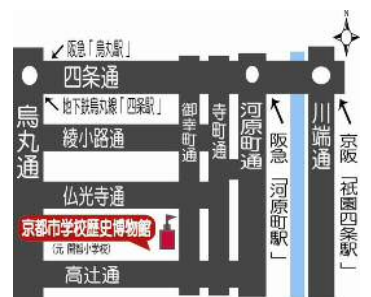 N
阪急「烏丸駅」
四条通
地下鉄烏丸線「四条駅」
烏丸通
綾小路通
御幸町通
寺町通
河原町通
川端通
阪急「河原町駅」
京阪「祇園四条駅」
仏光寺通
京都市学校歴史博物館
(元 開智小学校)
高辻通